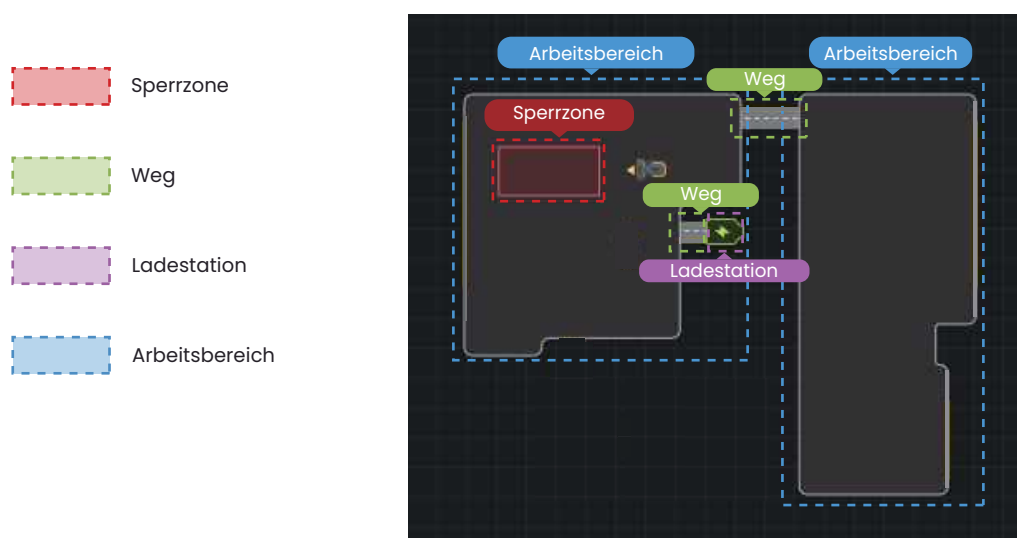 Sperrzone
Weg
Ladestation
Arbeitsbereich
Arbeitsbereich
Arbeitsbereich
Weg
Sperrzone
Weg
Ladestation